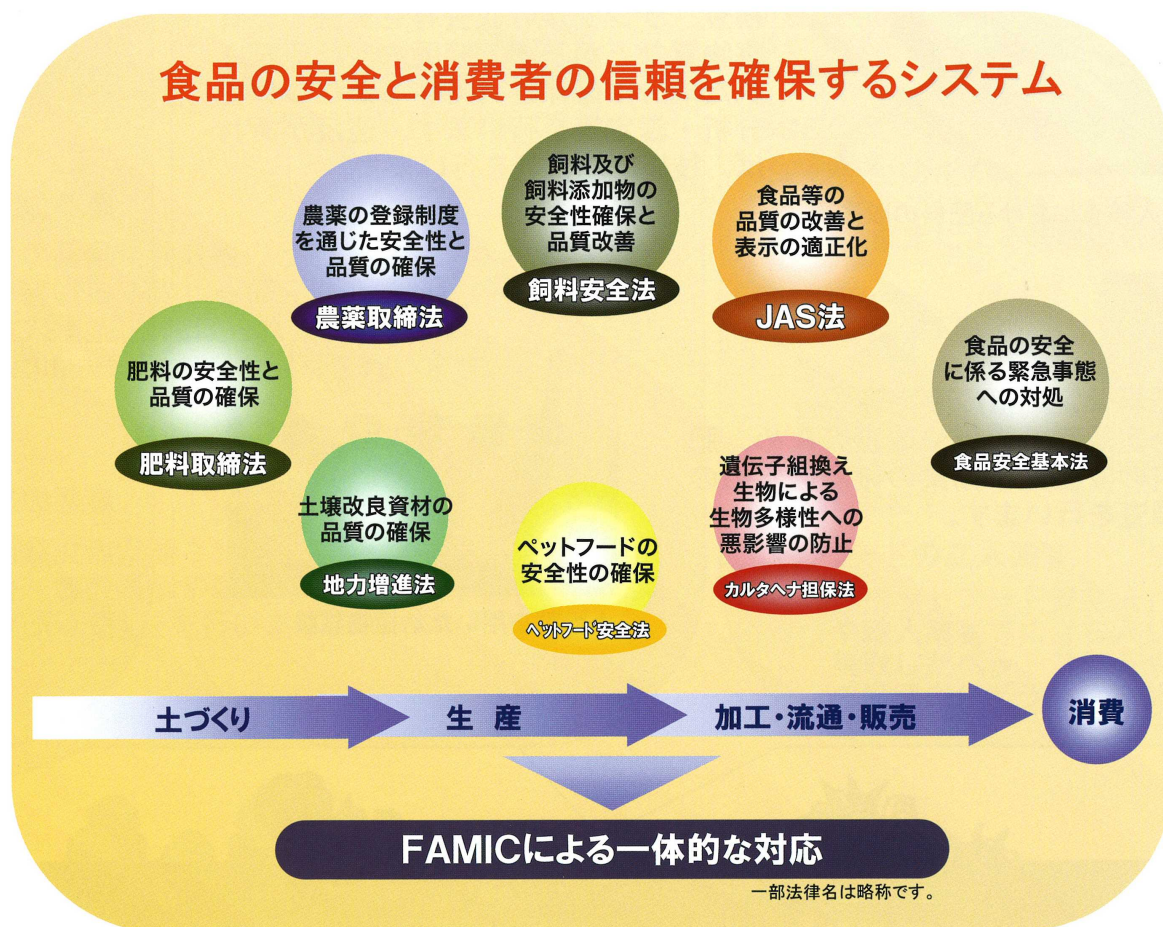 食品の安全と消費者の信頼を確保するシステム
飼料及び
飼料添加物の
安全性確保と
品質改善
飼料安全法
農薬の登録制度
を通じた安全性と
品質の確保
農薬取締法
食品等の
品質の改善と
表示の適正化
JAS法
肥料の安全性と
品質の確保
肥料取締法
食品の安全
に係る緊急事態
への対処
食品安全基本法
土壌改良資材の
品質の確保
地力増進法
ペットフードの
安全性の確保
ペットフード安全法
遺伝子組換え
生物による
生物多様性への
悪影響の防止
カルタヘナ担保法
土づくり
生産
加工・流通・販売
消費
FAMICによる一体的な対応
一部法律名は略称です。